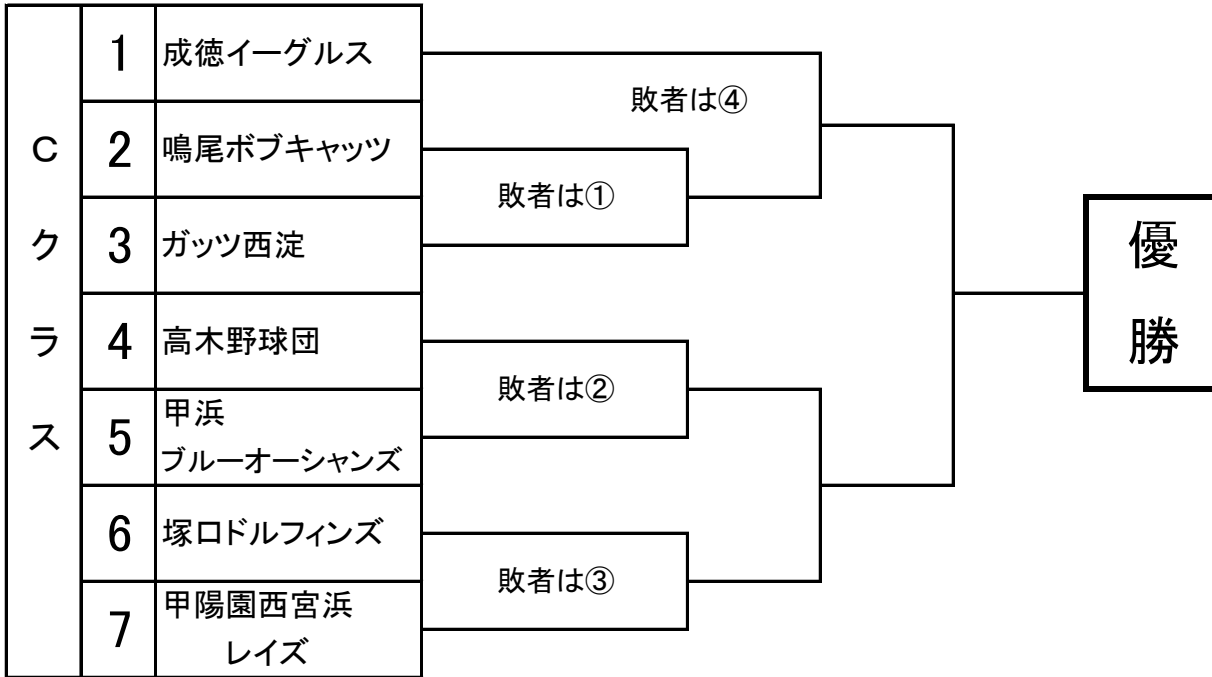 Cクラス
1 成徳イーグルス
2 鳴尾ボブキャッツ
3 ガッツ西淀
4 高木野球団
5 甲浜
ブルーオーシャンズ
6 塚口ドルフィンズ
7 甲陽園西宮浜
レイズ
敗者は④
敗者は①
敗者は②
敗者は③
優勝